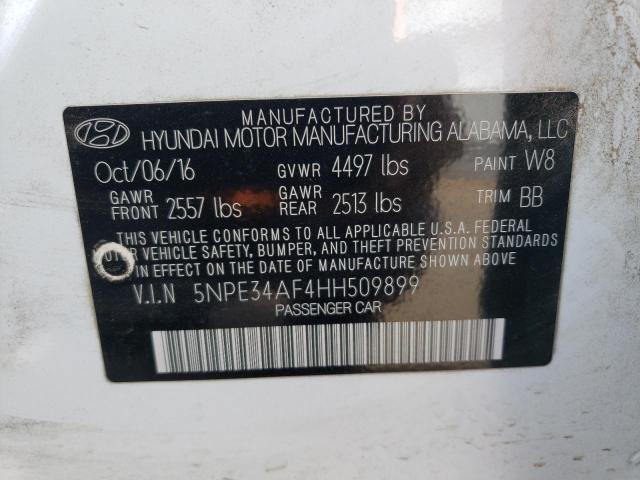 MANUFACTURED BY
HYUNDAI MOTOR MANUFACTURING ALABAMA, LLC
Oct/06/16 GVWR 4497 lbs PAINT W8
GAWR FRONT 2557 lbs GAWR REAR 2513 lbs TRIM BB
THIS VEHICLE CONFORMS TO ALL APPLICABLE U.S.A. FEDERAL
VEHICLE SAFETY, BUMPER, AND THEFT PREVENTION STANDARDS
IN EFFECT ON THE DATE OF MANUFACTURE SHOWN ABOVE
V.I.N 5NPE34AF4HH509899
PASSENGER CAR